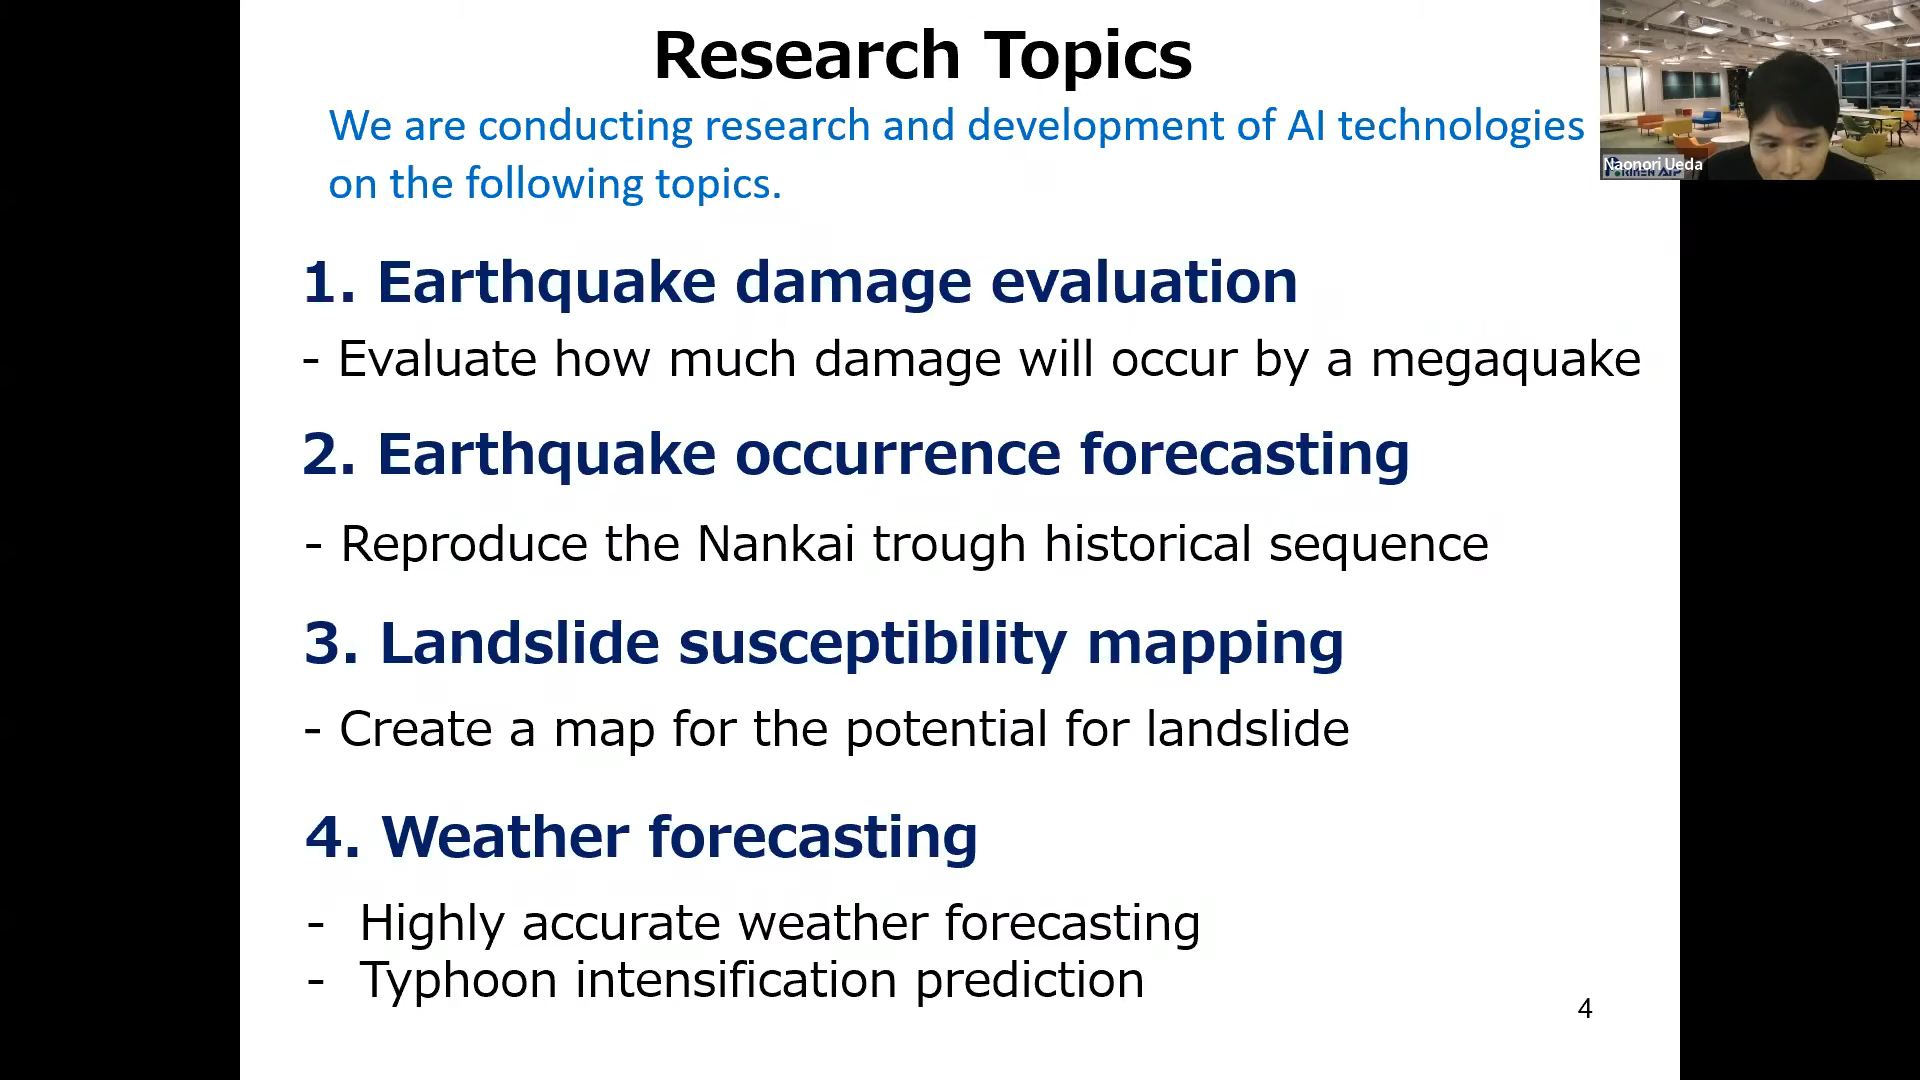 Research Topics
We are conducting research and development of AI technologies
on the following topics.
1. Earthquake damage evaluation
- Evaluate how much damage will occur by a megaquake
2. Earthquake occurrence forecasting
- Reproduce the Nankai trough historical sequence
3. Landslide susceptibility mapping
- Create a map for the potential for landslide
4. Weather forecasting
- Highly accurate weather forecasting
- Typhoon intensification prediction
4
Naonori Ueda